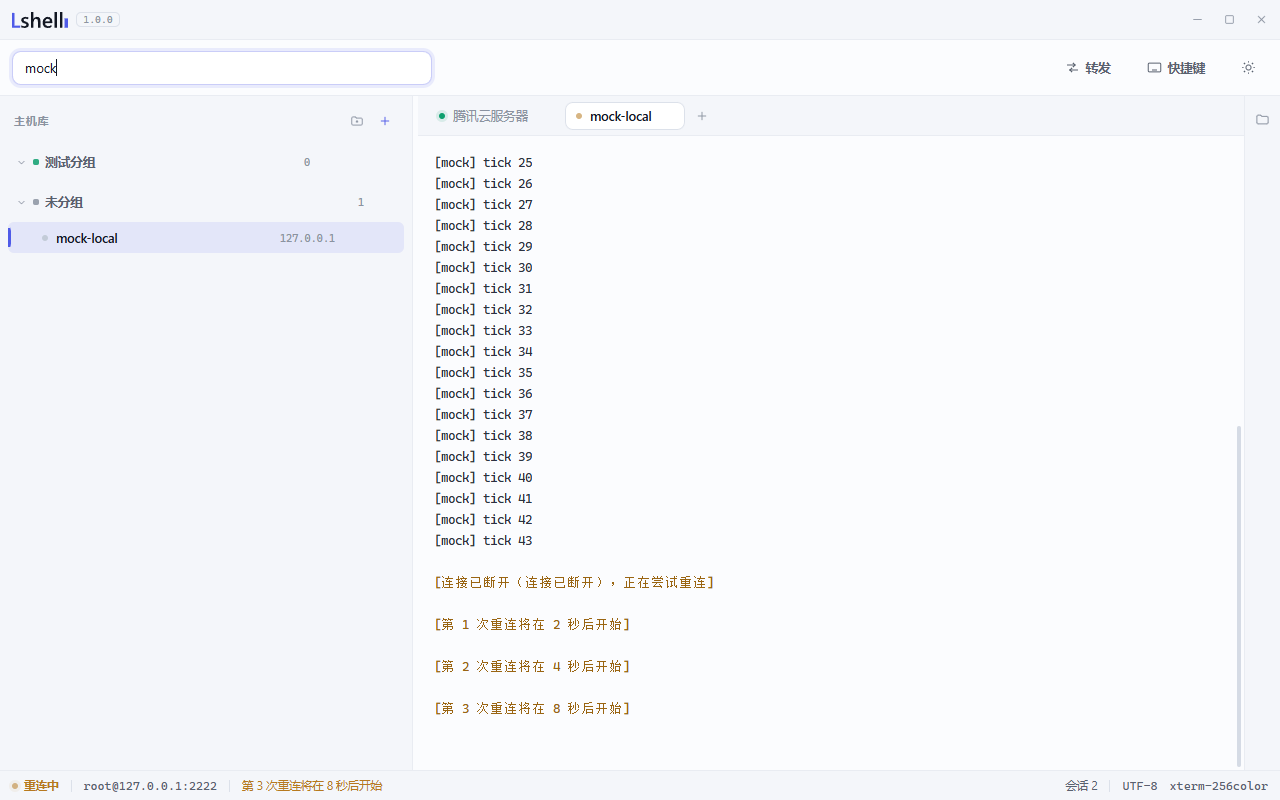 Lshell 1.0.0
mock
转发 快捷键
主机库
腾讯云服务器 mock-local
测试分组 0
未分组 1
mock-local 127.0.0.1
[mock] tick 25
[mock] tick 26
[mock] tick 27
[mock] tick 28
[mock] tick 29
[mock] tick 30
[mock] tick 31
[mock] tick 32
[mock] tick 33
[mock] tick 34
[mock] tick 35
[mock] tick 36
[mock] tick 37
[mock] tick 38
[mock] tick 39
[mock] tick 40
[mock] tick 41
[mock] tick 42
[mock] tick 43
[连接已断开（连接已断开），正在尝试重连]
[第 1 次重连将在 2 秒后开始]
[第 2 次重连将在 4 秒后开始]
[第 3 次重连将在 8 秒后开始]
重连中 root@127.0.0.1:2222 第 3 次重连将在 8 秒后开始 会话 2 UTF-8 xterm-256color